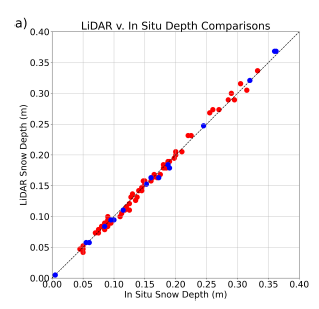 a)
LiDAR v. In Situ Depth Comparisons
0.40
0.35
0.30
0.25
0.20
0.15
0.10
0.05
0.00
LiDAR Snow Depth (m)
0.00 0.05 0.10 0.15 0.20 0.25 0.30 0.35 0.40
In Situ Snow Depth (m)